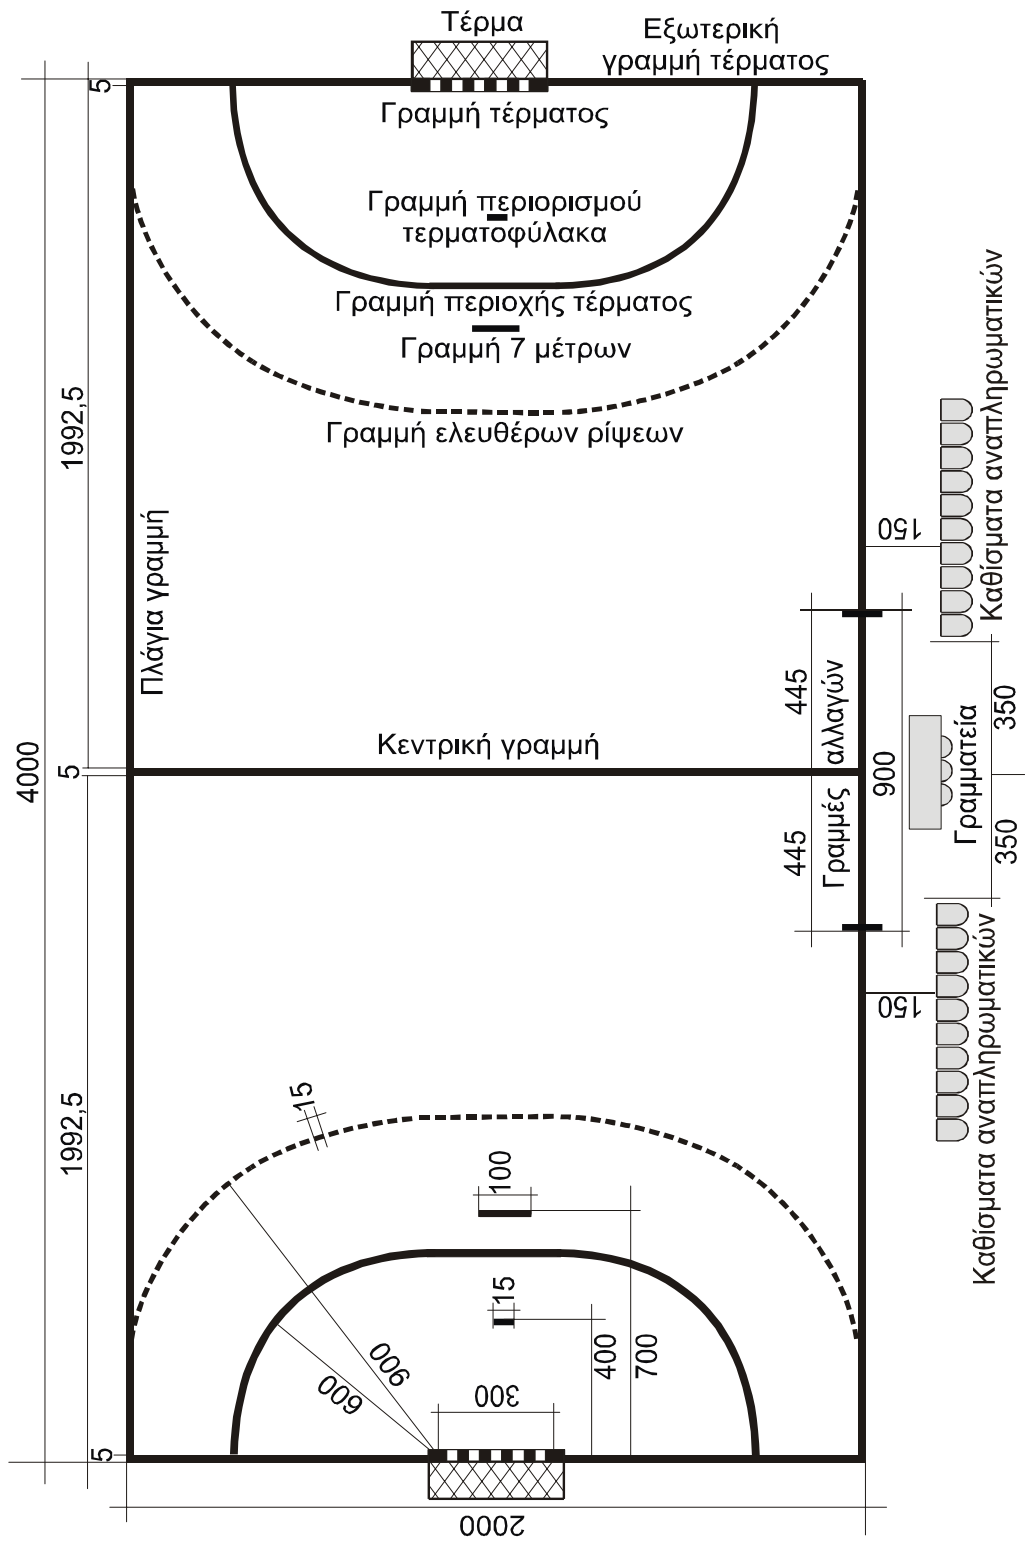 Τέρμα
Εξωτερική
γραμμή τέρματος
5
Γραμμή τέρματος
Γραμμή περιορισμού
τερματοφύλακα
Γραμμή περιοχής τέρματος
Γραμμή 7 μέτρων
Γραμμή ελευθέρων ρίψεων
1992,5
Πλάγια γραμμή
150
Καθίσματα αναπληρωματικών
4000
5
Κεντρική γραμμή
445
Γραμμές αλλαγών
900
445
Γραμματεία
350
350
150
Καθίσματα αναπληρωματικών
1992,5
15
100
15
900
600
400
700
300
5
2000